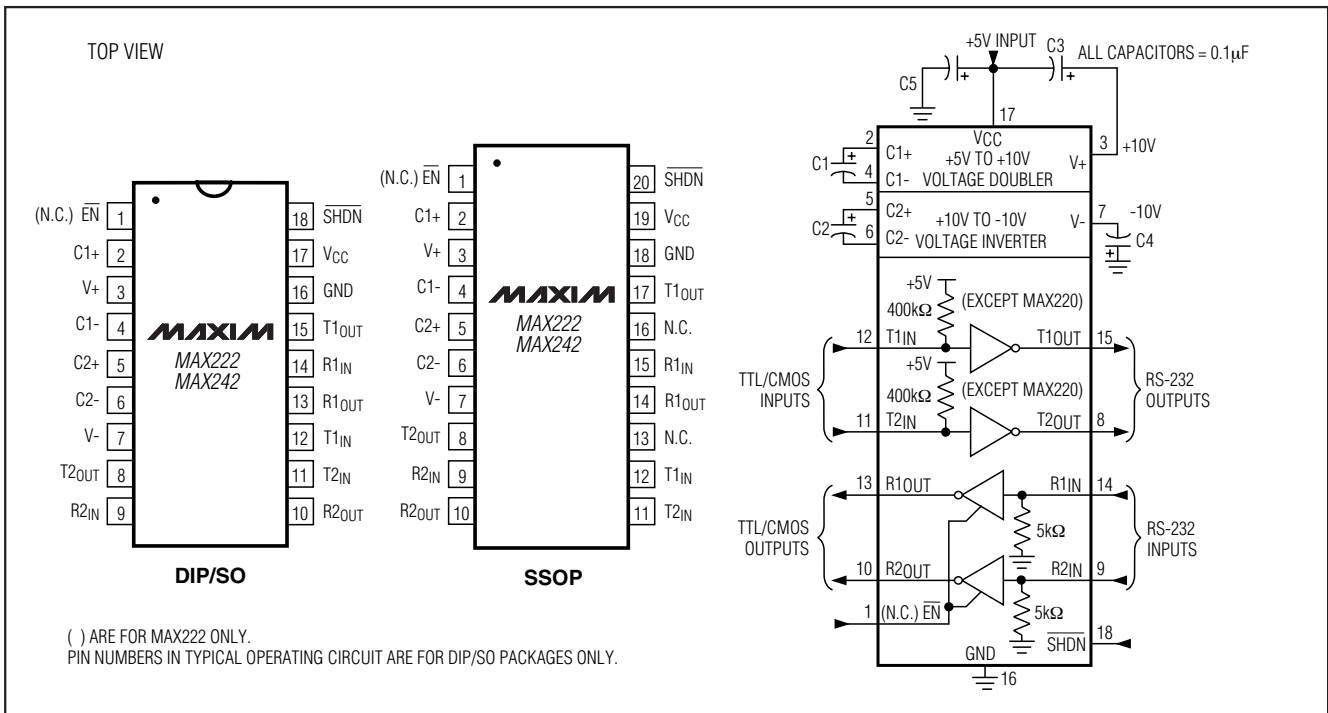 TOP VIEW
(N.C.) EN 1
C1+ 2
V+ 3
C1- 4
C2+ 5
C2- 6
V- 7
T2OUT 8
R2IN 9
18 SHDN
17 VCC
16 GND
15 T1OUT
14 R1IN
13 R1OUT
12 T1IN
11 T2IN
10 R2OUT
MAXIM
MAX222
MAX242
DIP/SO
(N.C.) EN 1
C1+ 2
V+ 3
C1- 4
C2+ 5
C2- 6
V- 7
T2OUT 8
R2IN 9
R2OUT 10
20 SHDN
19 VCC
18 GND
17 T1OUT
16 N.C.
15 R1IN
14 R1OUT
13 N.C.
12 T1IN
11 T2IN
MAXIM
MAX222
MAX242
SSOP
( ) ARE FOR MAX222 ONLY.
PIN NUMBERS IN TYPICAL OPERATING CIRCUIT ARE FOR DIP/SO PACKAGES ONLY.
+5V INPUT C3
ALL CAPACITORS = 0.1μF
C5 + +
17
VCC
2 C1+ +5V TO +10V V+ 3 +10V
C1 +
4 C1- VOLTAGE DOUBLER
5 C2+ +10V TO -10V V- 7 -10V
C2 +
6 C2- VOLTAGE INVERTER
C4 +
+5V
400kΩ (EXCEPT MAX220)
12 T1IN T1OUT 15
+5V
TTL/CMOS INPUTS
400kΩ (EXCEPT MAX220)
RS-232 OUTPUTS
11 T2IN T2OUT 8
13 R1OUT R1IN 14
TTL/CMOS OUTPUTS
5kΩ
RS-232 INPUTS
10 R2OUT R2IN 9
1 (N.C.) EN
5kΩ
SHDN 18
GND
16